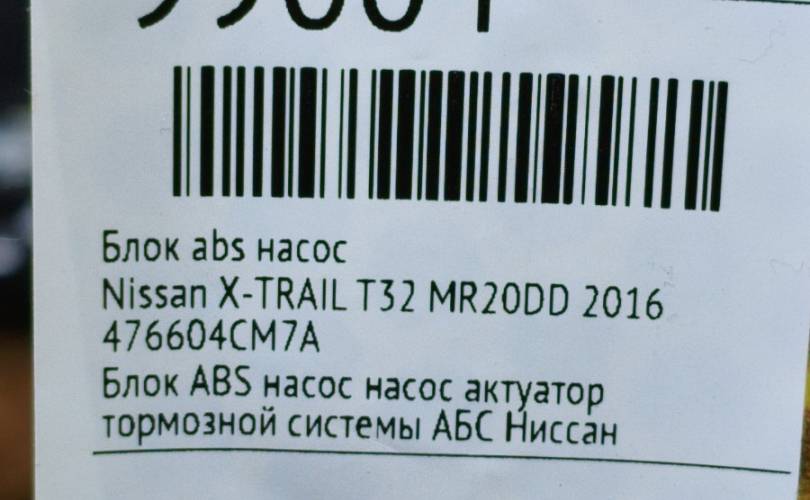 Блок abs насос
Nissan X-TRAIL T32 MR20DD 2016
476604CM7A
Блок ABS насос насос актуатор
тормозной системы АБС Ниссан